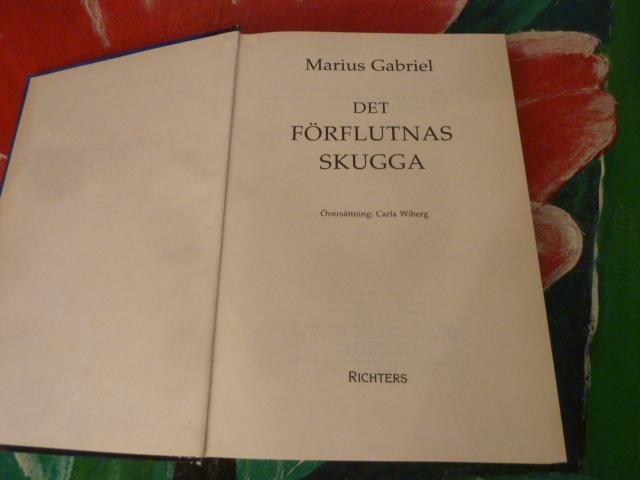 Marius Gabriel
DET
FÖRFLUTNAS
SKUGGA
Översättning: Carla Wiberg
RICHTERS